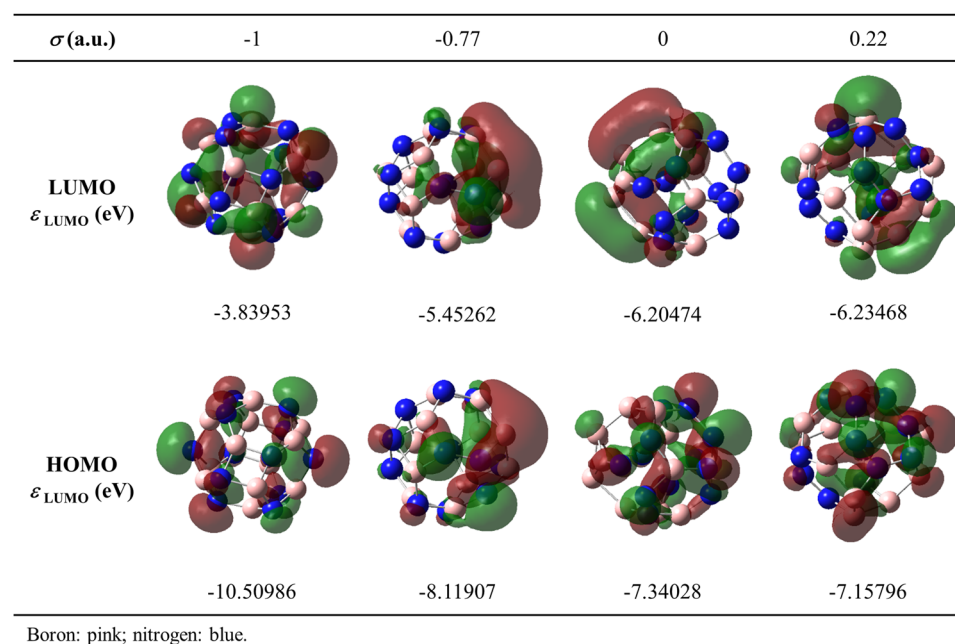 σ (a.u.) -1 -0.77 0 0.22
LUMO
ε LUMO (eV)
-3.83953 -5.45262 -6.20474 -6.23468
HOMO
ε LUMO (eV)
-10.50986 -8.11907 -7.34028 -7.15796
Boron: pink; nitrogen: blue.